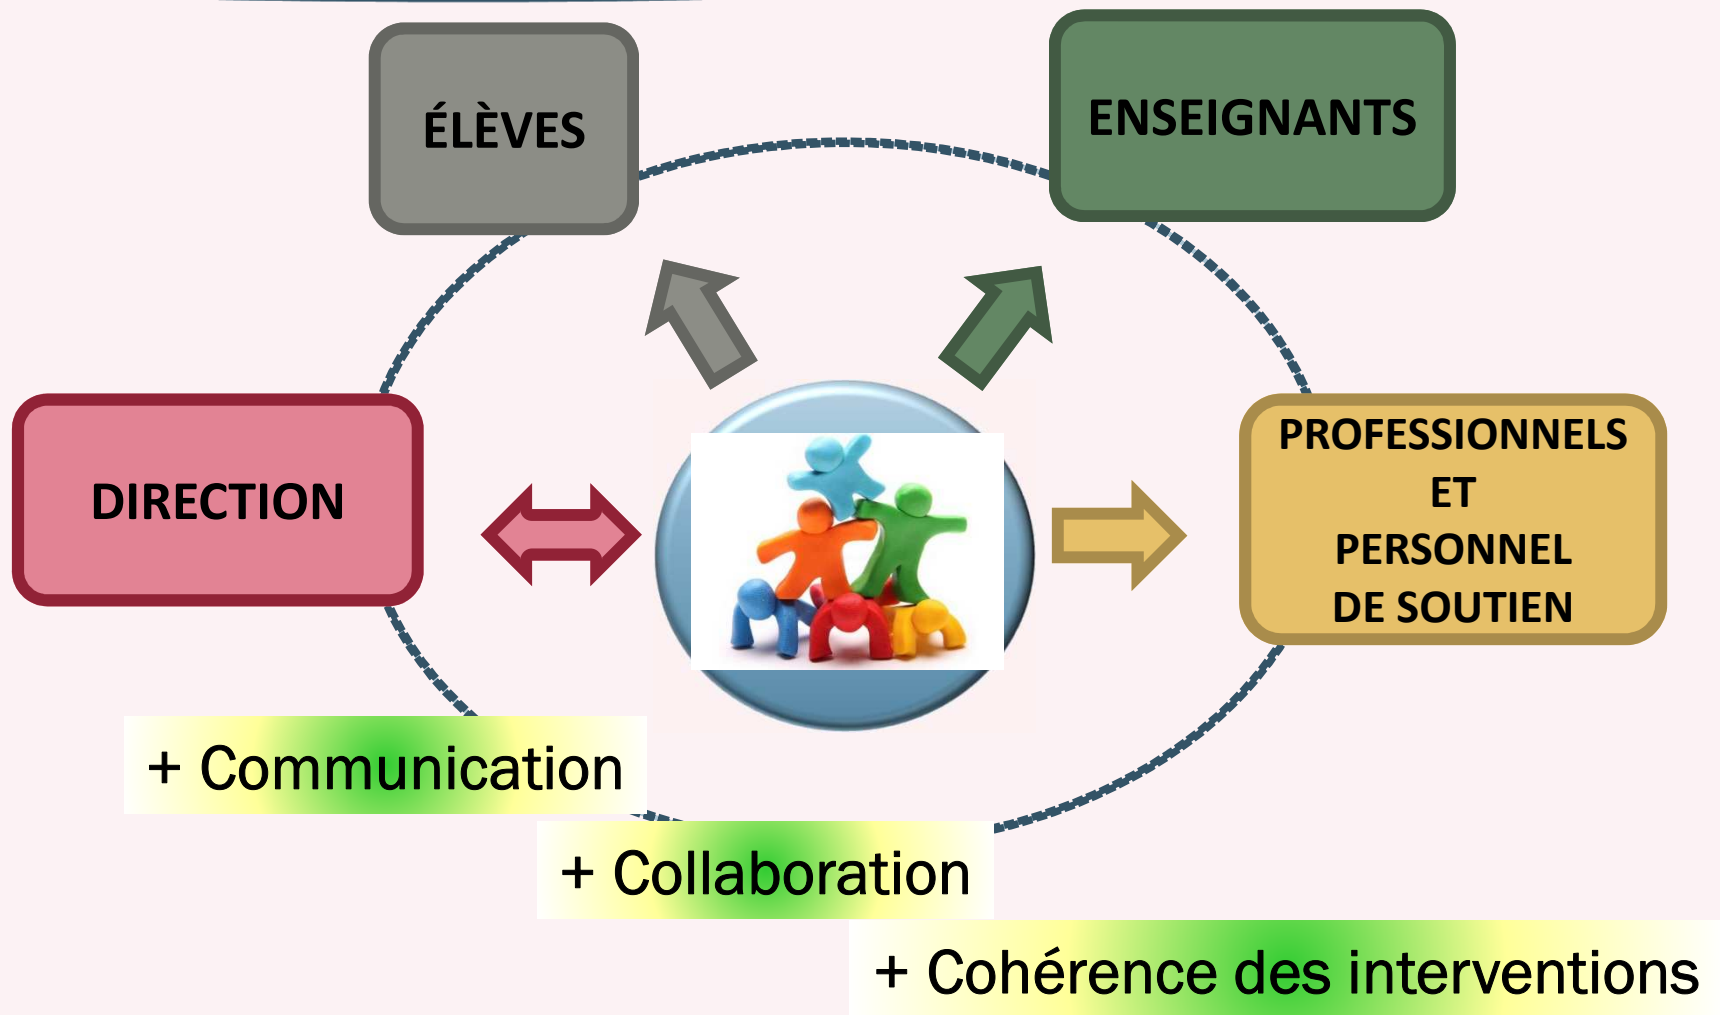 ÉLÈVES
ENSEIGNANTS
DIRECTION
PROFESSIONNELS
ET
PERSONNEL
DE SOUTIEN
+ Communication
+ Collaboration
+ Cohérence des interventions